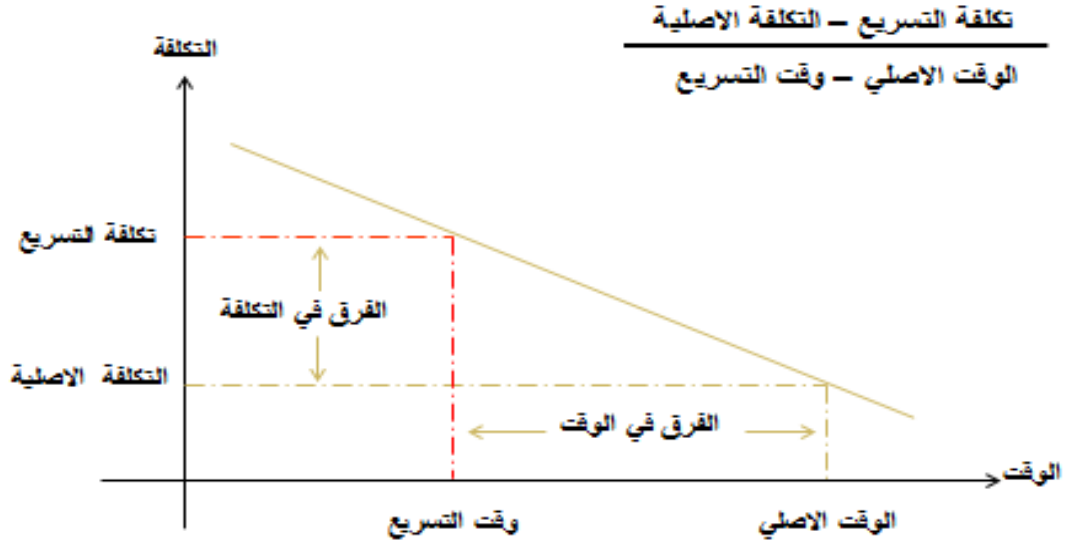 تكلفة التسريع – التكلفة الاصلية
الوقت الاصلي – وقت التسريع
التكلفة
تكلفة التسريع
الفرق في التكلفة
التكلفة الاصلية
الفرق في الوقت
الوقت
وقت التسريع
الوقت الاصلي